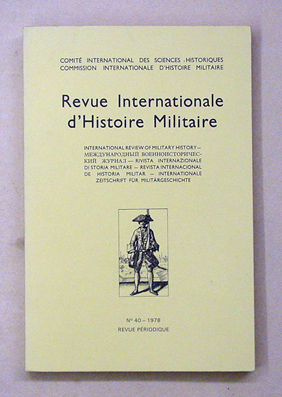 COMITÉ INTERNATIONAL DES SCIENCES HISTORIQUES
COMMISSION INTERNATIONALE D'HISTOIRE MILITAIRE
Revue Internationale
d'Histoire Militaire
INTERNATIONAL REVIEW OF MILITARY HISTORY —
МЕЖДУНАРОДНЫЙ ВОЕННОИСТОРИЧЕС-
КИЙ ЖУРНАЛ — RIVISTA INTERNAZIONALE
DI STORIA MILITARE — REVISTA INTERNACIONAL
DE HISTORIA MILITAR — INTERNATIONALE
ZEITSCHRIFT FÜR MILITÄRGESCHICHTE
Nº 40 – 1978
REVUE PÉRIODIQUE